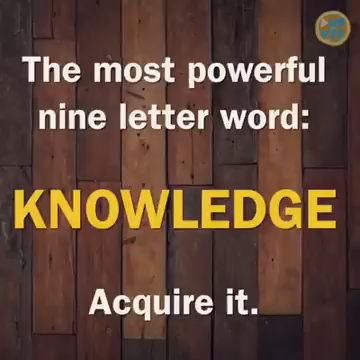 The most powerful
nine letter word:
KNOWLEDGE
Acquire it.